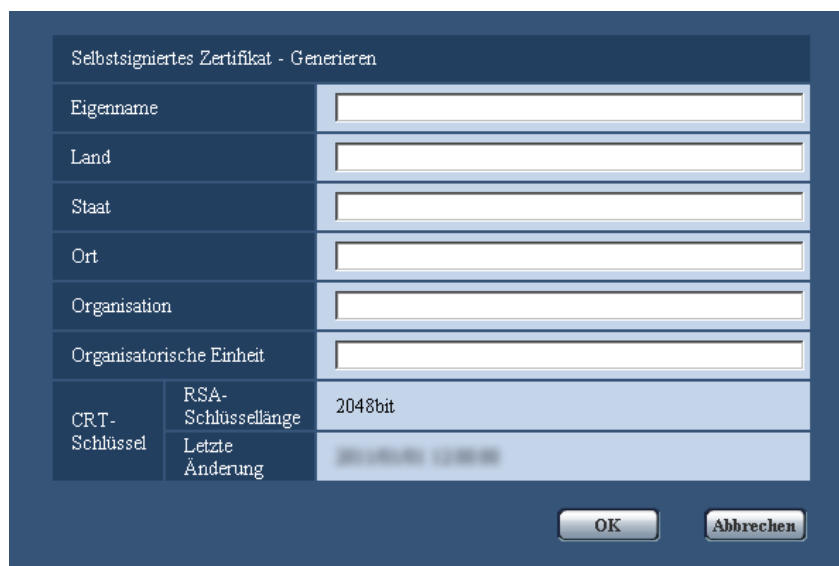 Selbstsigniertes Zertifikat - Generieren
Eigenname
Land
Staat
Ort
Organisation
Organisatorische Einheit
CRT-
Schlüssel
RSA-
Schlüssellänge
2048bit
Letzte
Änderung
OK
Abbrechen